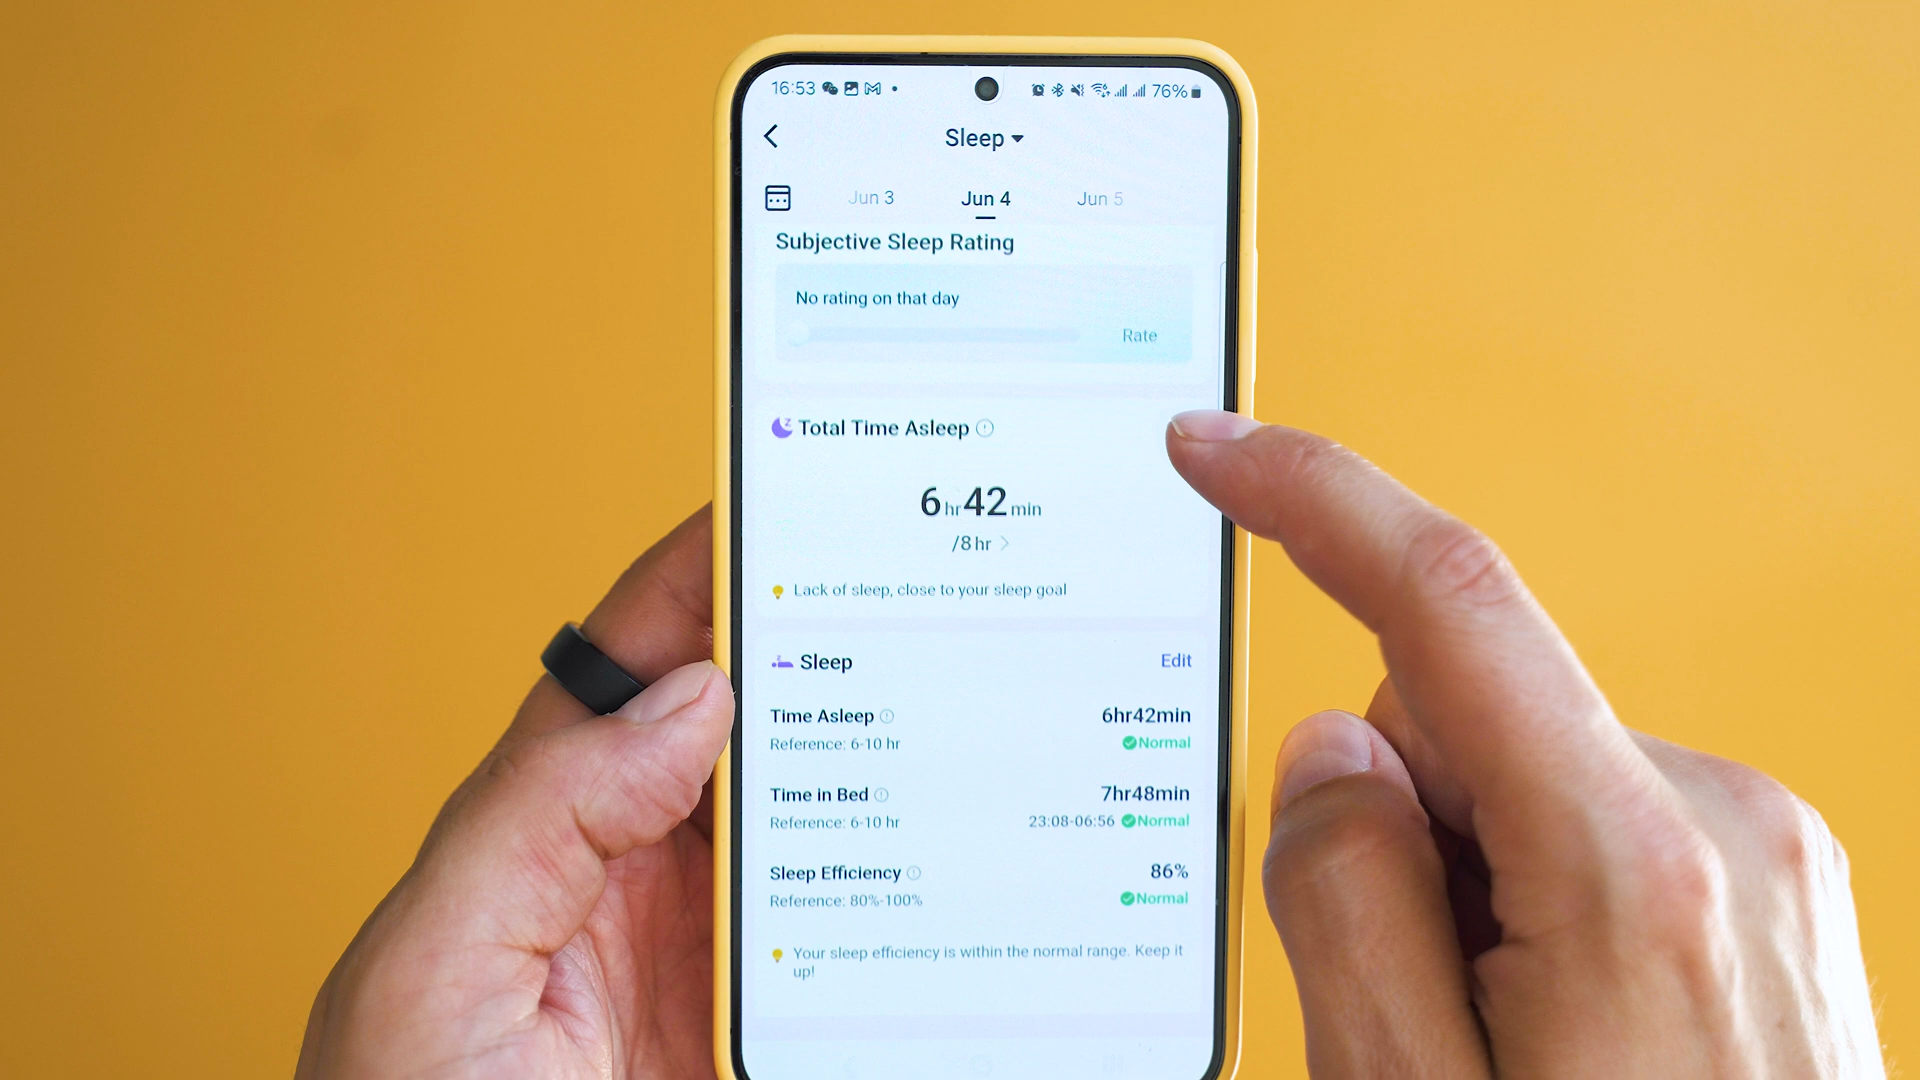 16:53 76%
Sleep
Jun 3 Jun 4 Jun 5
Subjective Sleep Rating
No rating on that day
Rate
Total Time Asleep
6 hr 42 min
/8 hr
Lack of sleep, close to your sleep goal
Sleep Edit
Time Asleep 6hr42min
Reference: 6-10 hr Normal
Time in Bed 7hr48min
Reference: 6-10 hr 23:08-06:56 Normal
Sleep Efficiency 86%
Reference: 80%-100% Normal
Your sleep efficiency is within the normal range. Keep it
up!